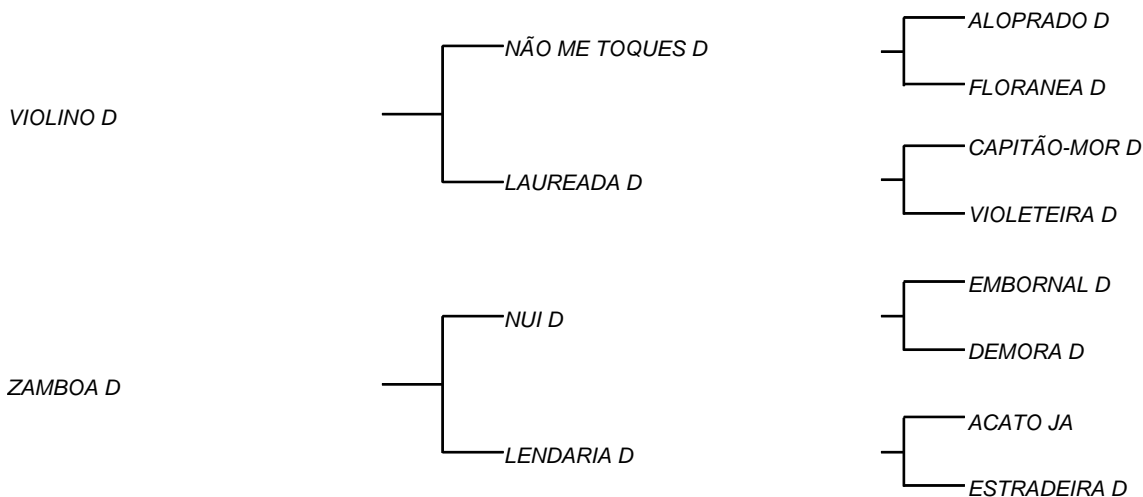 ALOPRADO D
NÃO ME TOQUES D
FLORANEA D
VIOLINO D
CAPITÃO-MOR D
LAUREADA D
VIOLETEIRA D
EMBORNAL D
NUI D
DEMORA D
ZAMBOA D
ACATO JA
LENDARIA D
ESTRADEIRA D